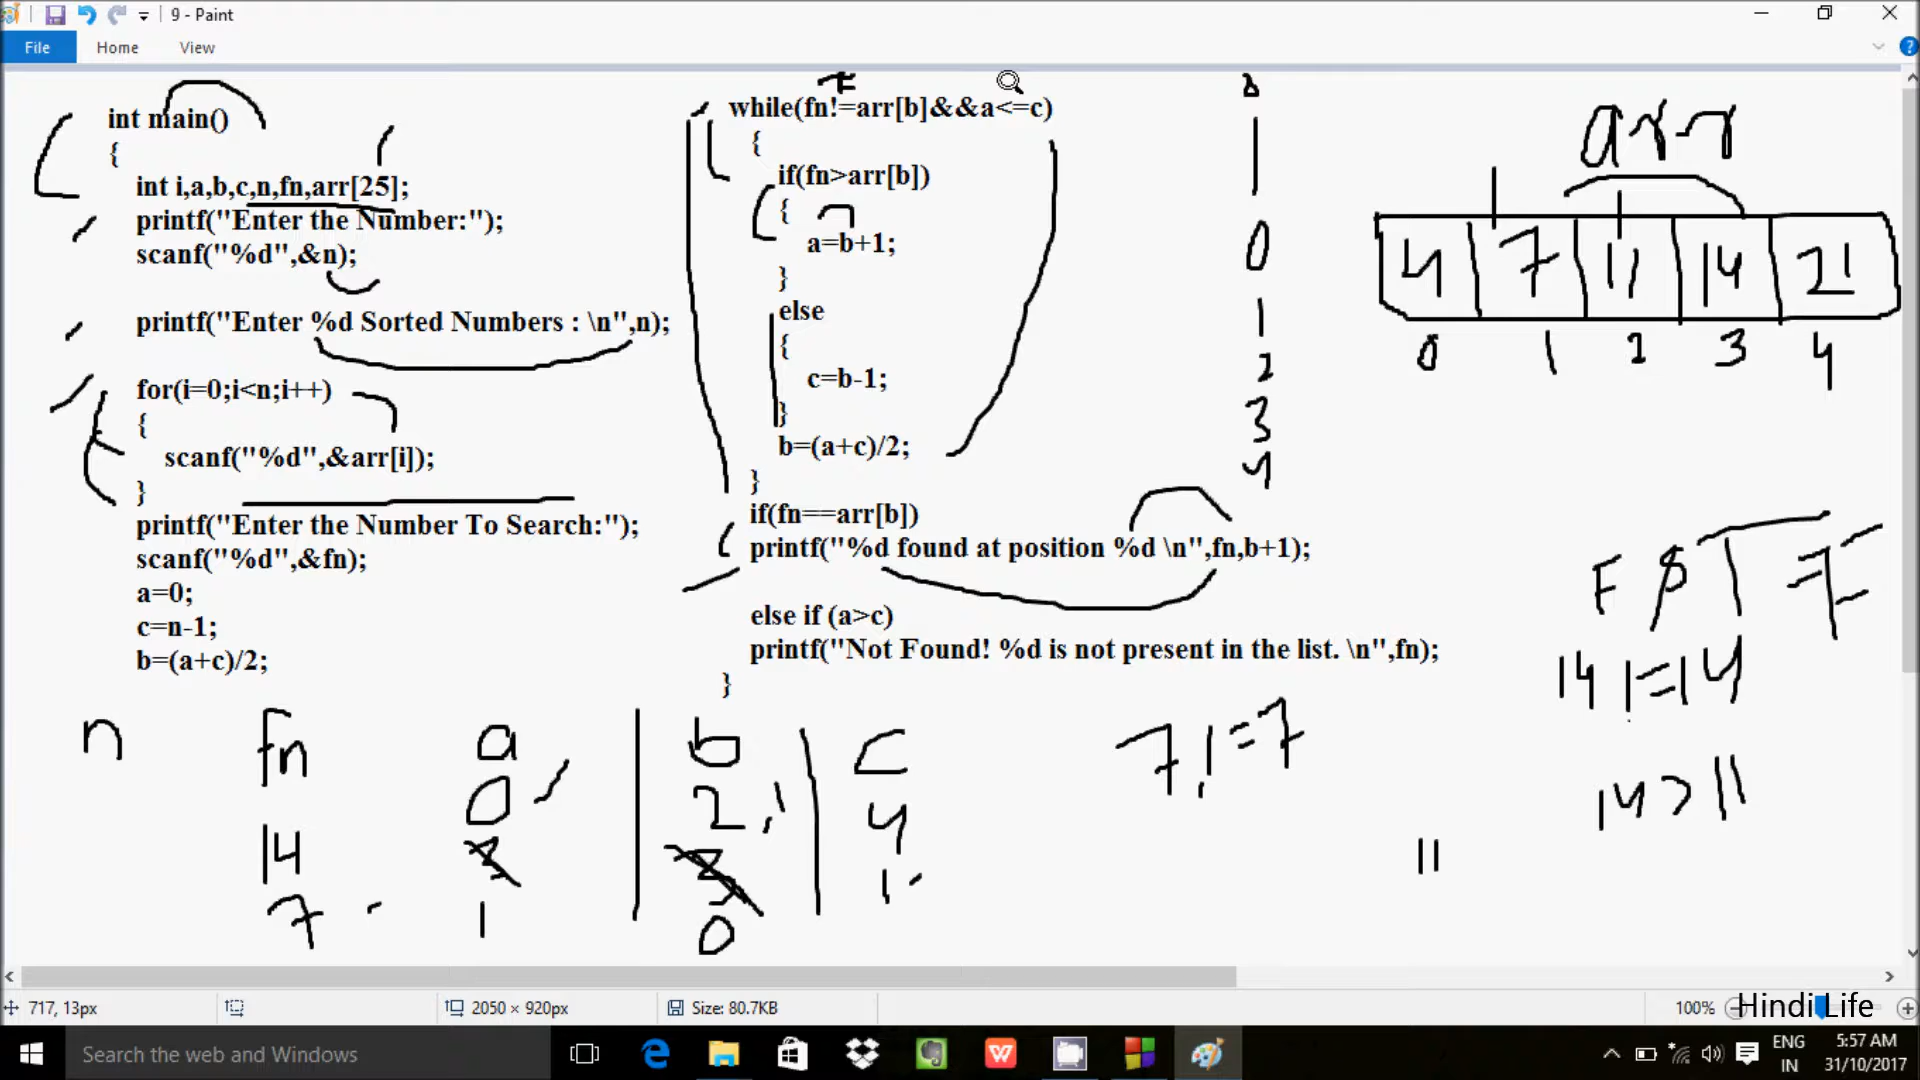 9 - Paint
File Home View
int main()
{
int i,a,b,c,n,fn,arr[25];
printf("Enter the Number:");
scanf("%d",&n);
printf("Enter %d Sorted Numbers : \n",n);
for(i=0;i<n;i++)
{
scanf("%d",&arr[i]);
}
printf("Enter the Number To Search:");
scanf("%d",&fn);
a=0;
c=n-1;
b=(a+c)/2;
while(fn!=arr[b]&&a<=c)
{
if(fn>arr[b])
{
a=b+1;
}
else
{
c=b-1;
}
b=(a+c)/2;
}
if(fn==arr[b])
printf("%d found at position %d \n",fn,b+1);
else if (a>c)
printf("Not Found! %d is not present in the list. \n",fn);
}
0
1
2
3
4
arr
4 7 11 14 21
0 1 2 3 4
14 != 14
14 > 11
7 != 7
11
n fn a b c
0 2 4
14
7 1 0 1
717, 13px
2050 × 920px
Size: 80.7KB
100%
Hindi Life
Search the web and Windows
ENG
IN
5:57 AM
31/10/2017